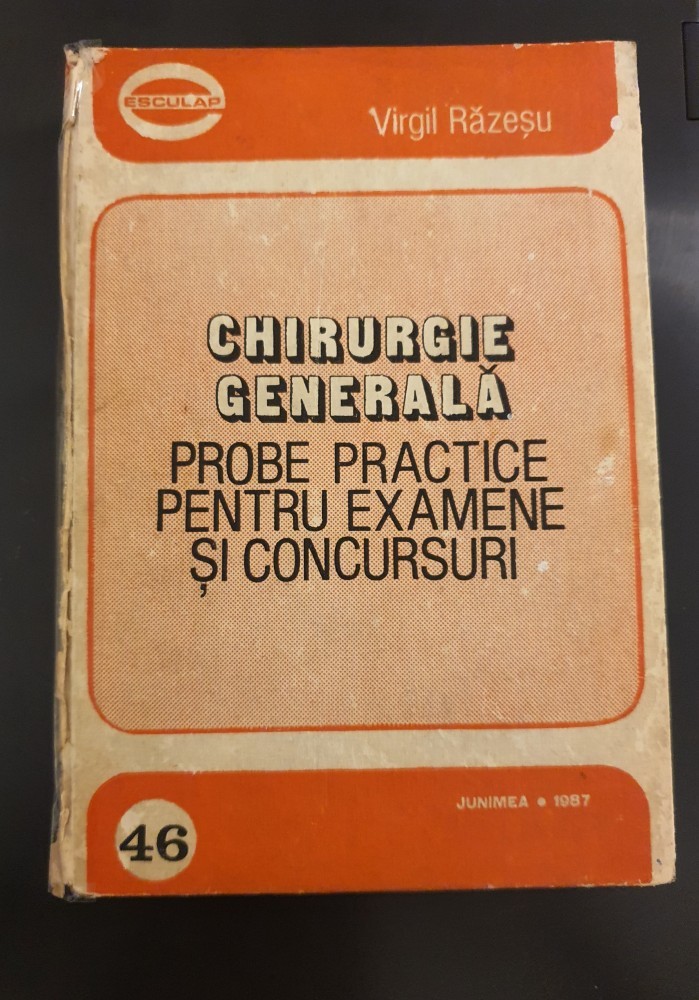 ESCULAP
Virgil Răzeșu
CHIRURGIE
GENERALĂ
PROBE PRACTICE
PENTRU EXAMENE
ȘI CONCURSURI
JUNIMEA • 1987
46